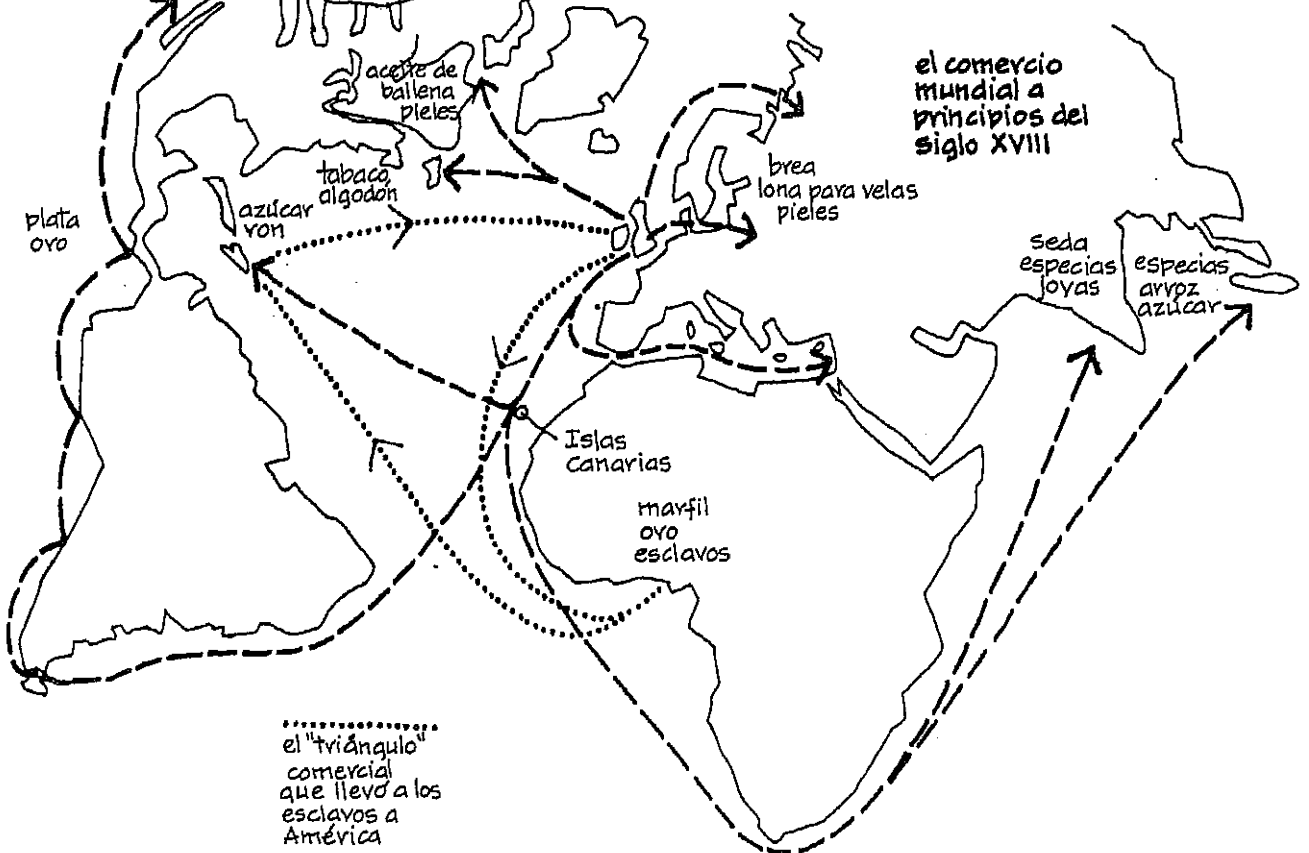 aceite de
ballena
pieles
el comercio
mundial a
principios del
siglo XVIII
tabaco
algodón
brea
lona para velas
pieles
azúcar
ron
plata
oro
seda
especias
joyas
especias
arroz
azúcar
Islas
Canarias
marfil
oro
esclavos
el "triángulo"
comercial
que llevó a los
esclavos a
América